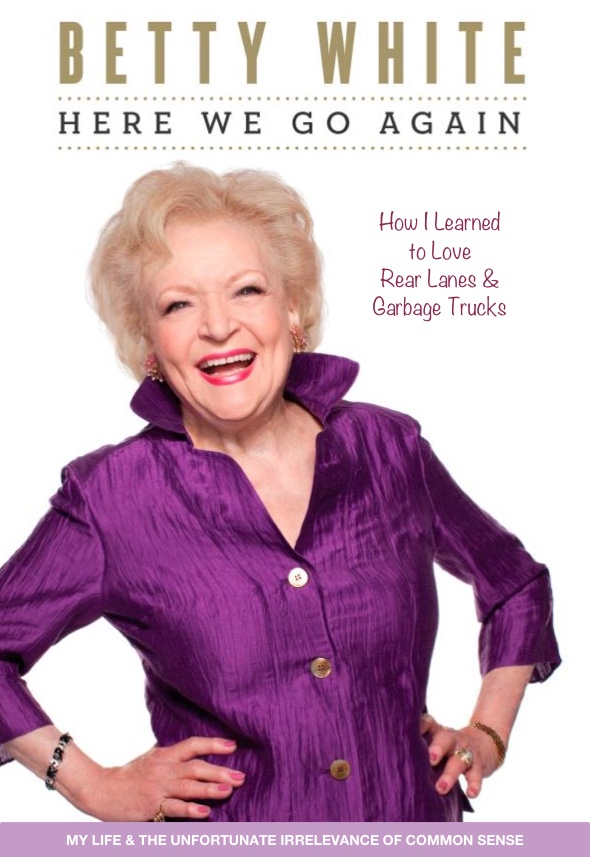 BETTY WHITE
HERE WE GO AGAIN
How I Learned
to Love
Rear Lanes &
Garbage Trucks
MY LIFE & THE UNFORTUNATE IRRELEVANCE OF COMMON SENSE